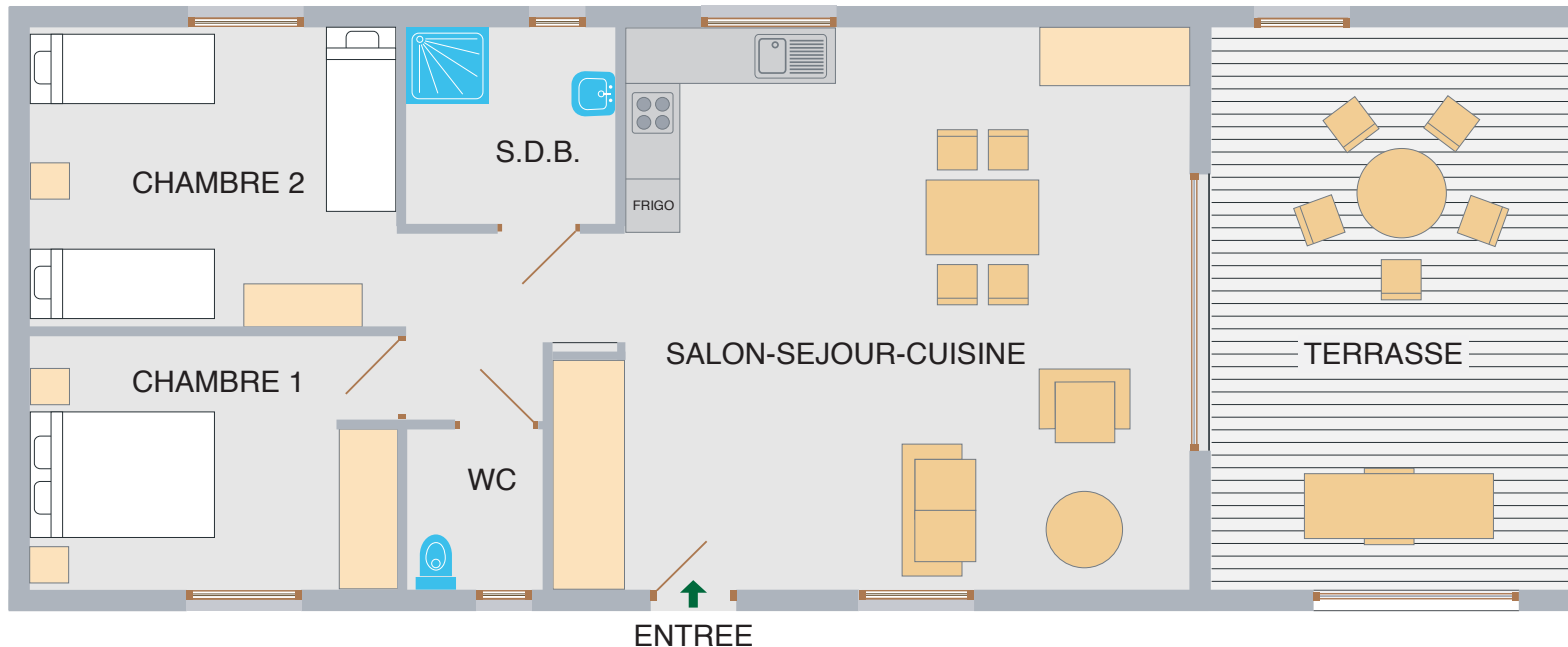 S.D.B.
CHAMBRE 2
FRIGO
SALON-SEJOUR-CUISINE
TERRASSE
CHAMBRE 1
WC
ENTREE